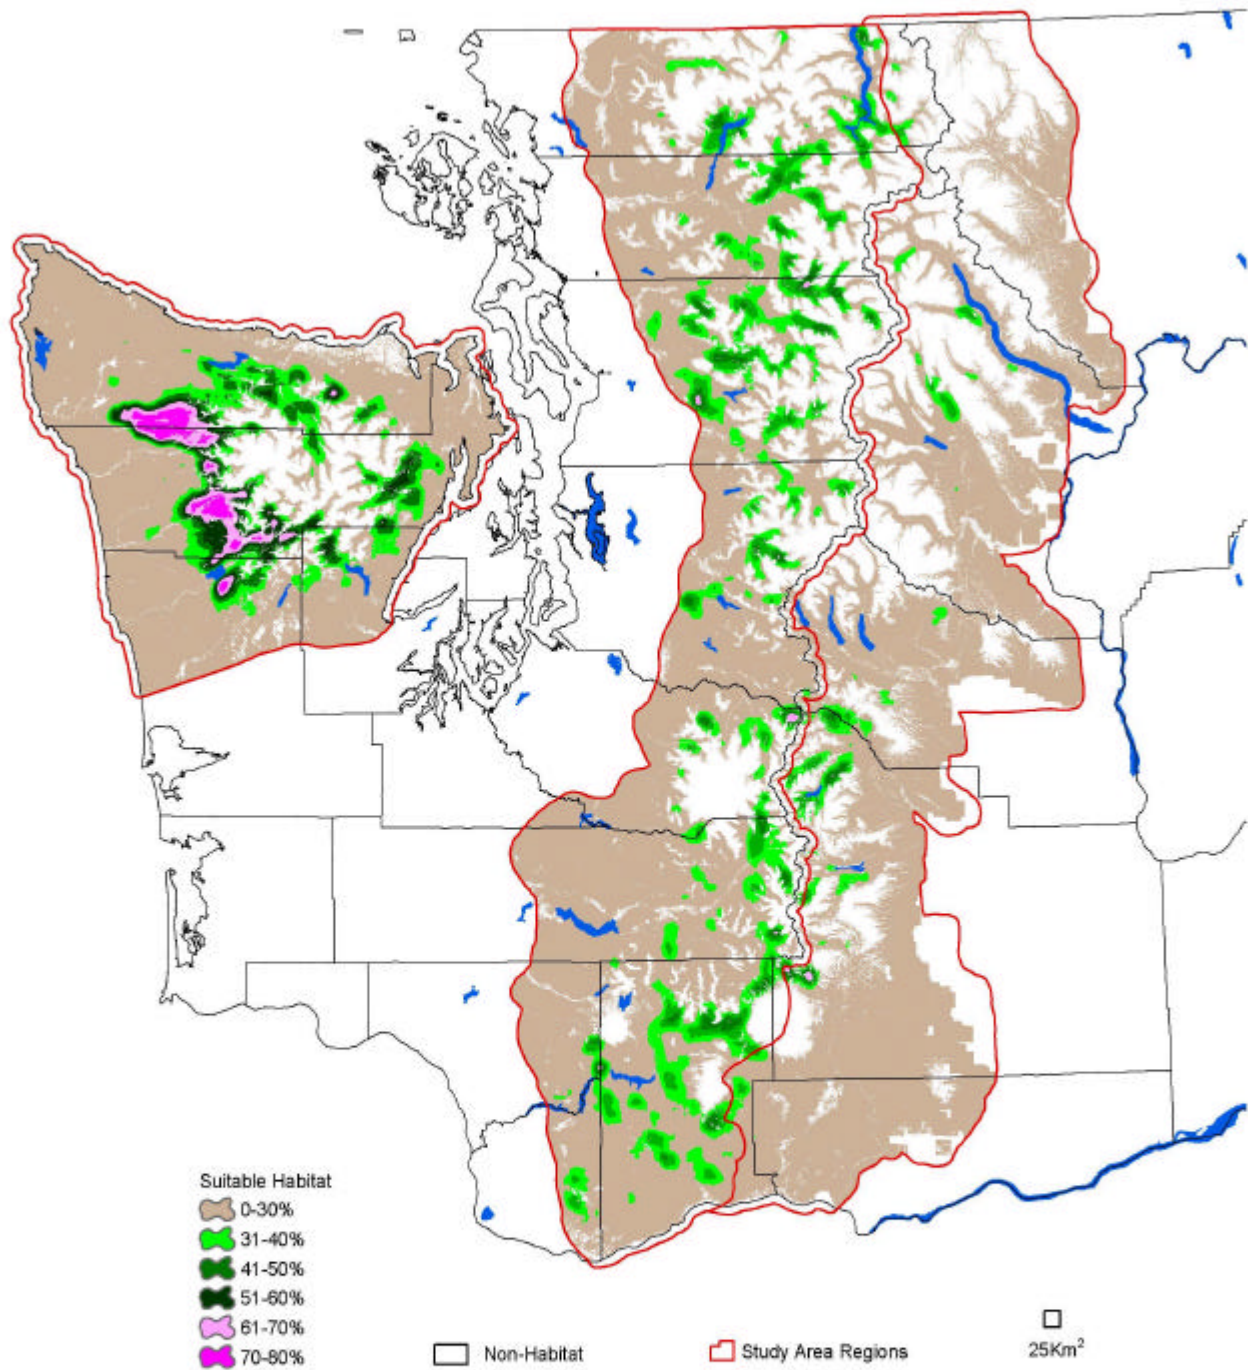 Suitable Habitat
0-30%
31-40%
41-50%
51-60%
61-70%
70-80%
Non-Habitat
Study Area Regions
25Km²